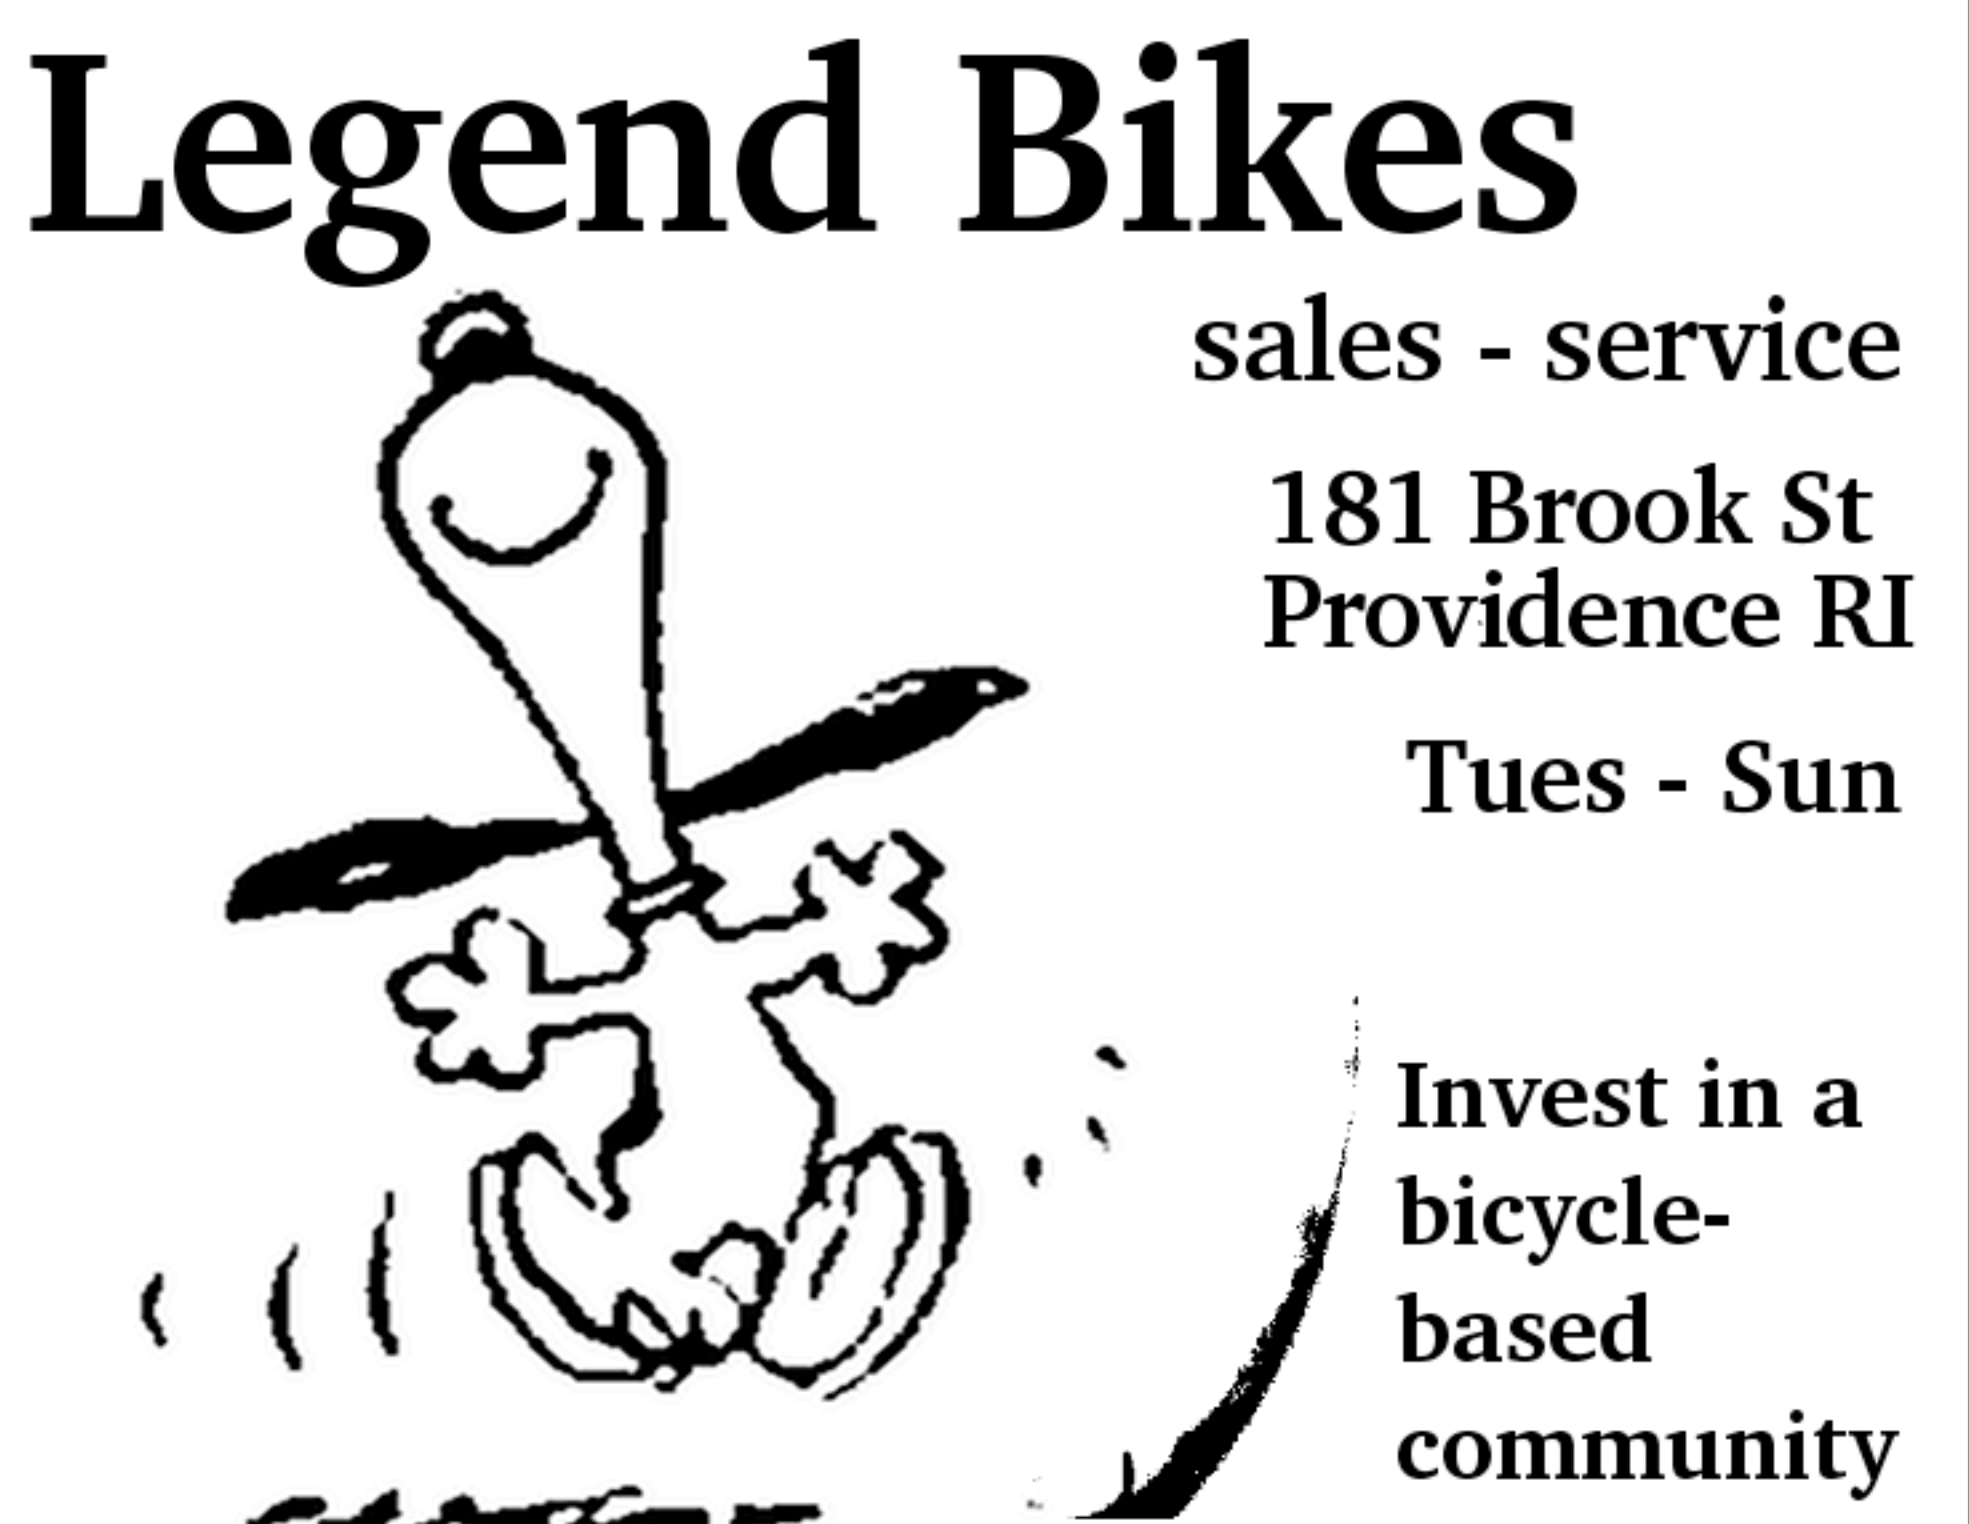 Legend Bikes
sales - service
181 Brook St
Providence RI
Tues - Sun
Invest in a
bicycle-
based
community